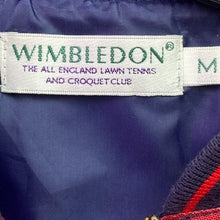 WIMBLEDON®
THE ALL ENGLAND LAWN TENNIS
AND CROQUET CLUB
M